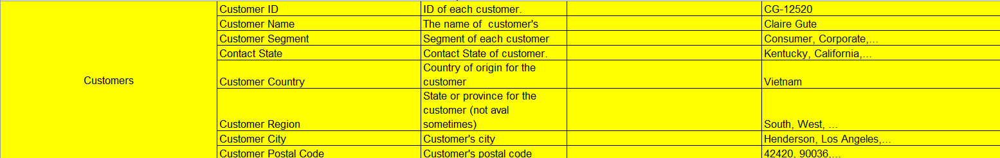 Customer ID ID of each customer. CG-12520
Customer Name The name of  customer's Claire Gute
Customer Segment Segment of each customer Consumer, Corporate,...
Contact State Contact State of customer. Kentucky, California,...
Customers
Country of origin for the
Customer Country customer Vietnam
State or province for the
customer (not aval
Customer Region sometimes) South, West, ...
Customer City Customer's city Henderson, Los Angeles,...
Customer Postal Code Customer's postal code 42420, 90036,...